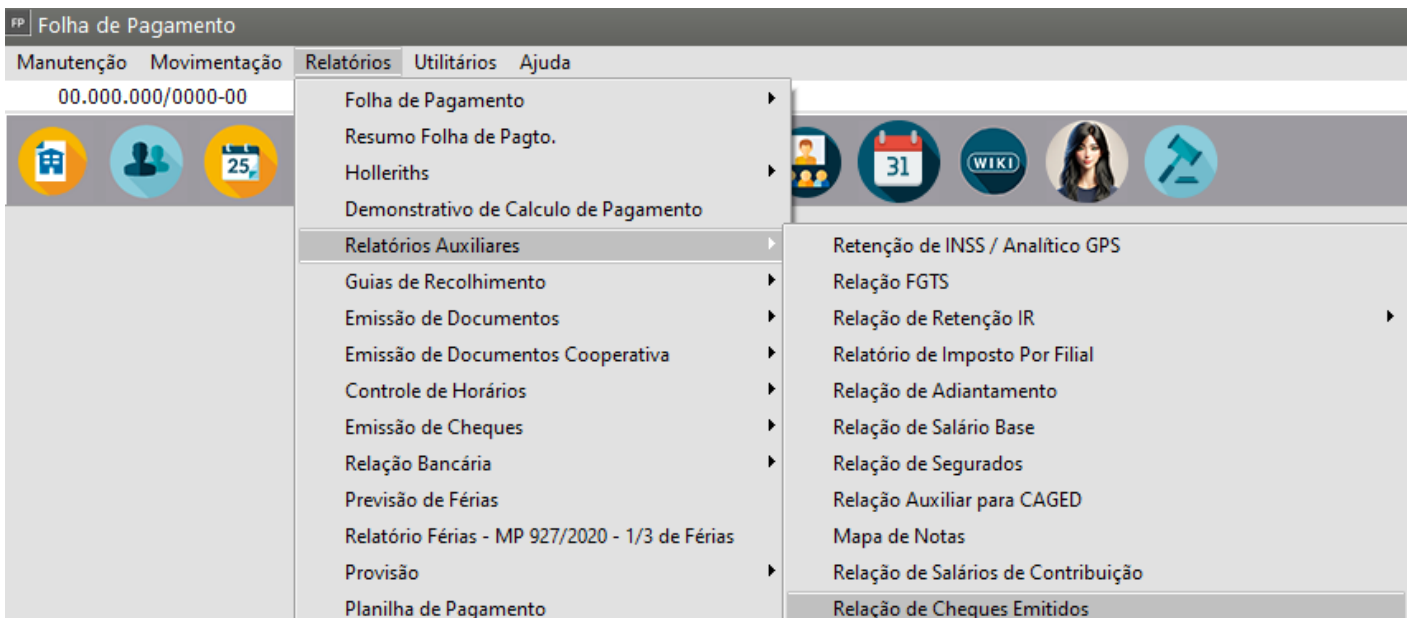 FP Folha de Pagamento
Manutenção Movimentação Relatórios Utilitários Ajuda
00.000.000/0000-00
25
31
WIKI
Folha de Pagamento
Resumo Folha de Pagto.
Holleriths
Demonstrativo de Calculo de Pagamento
Relatórios Auxiliares
Guias de Recolhimento
Emissão de Documentos
Emissão de Documentos Cooperativa
Controle de Horários
Emissão de Cheques
Relação Bancária
Previsão de Férias
Relatório Férias - MP 927/2020 - 1/3 de Férias
Provisão
Planilha de Pagamento
Retenção de INSS / Analítico GPS
Relação FGTS
Relação de Retenção IR
Relatório de Imposto Por Filial
Relação de Adiantamento
Relação de Salário Base
Relação de Segurados
Relação Auxiliar para CAGED
Mapa de Notas
Relação de Salários de Contribuição
Relação de Cheques Emitidos